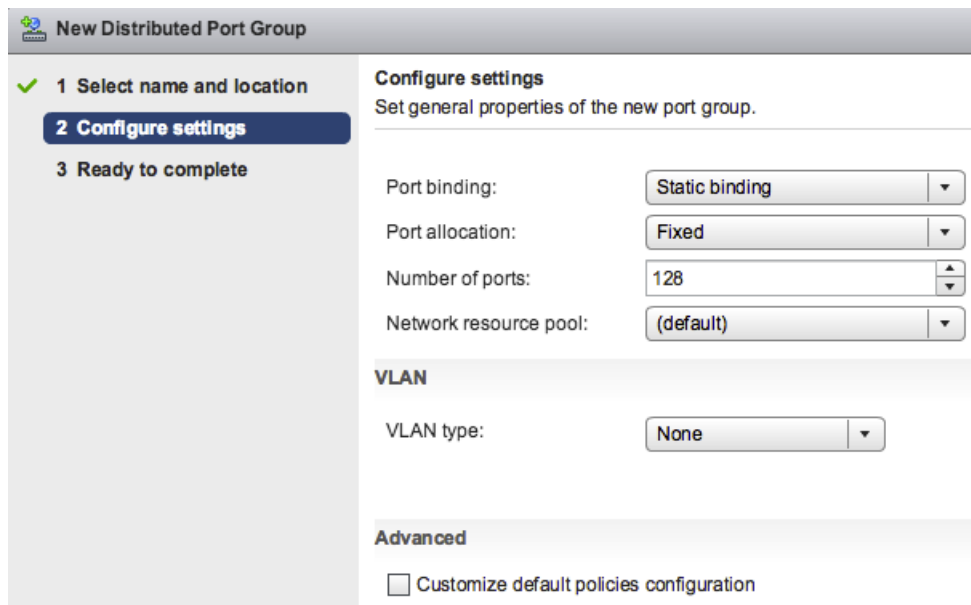 New Distributed Port Group
1 Select name and location
2 Configure settings
3 Ready to complete
Configure settings
Set general properties of the new port group.
Port binding: Static binding
Port allocation: Fixed
Number of ports: 128
Network resource pool: (default)
VLAN
VLAN type: None
Advanced
Customize default policies configuration